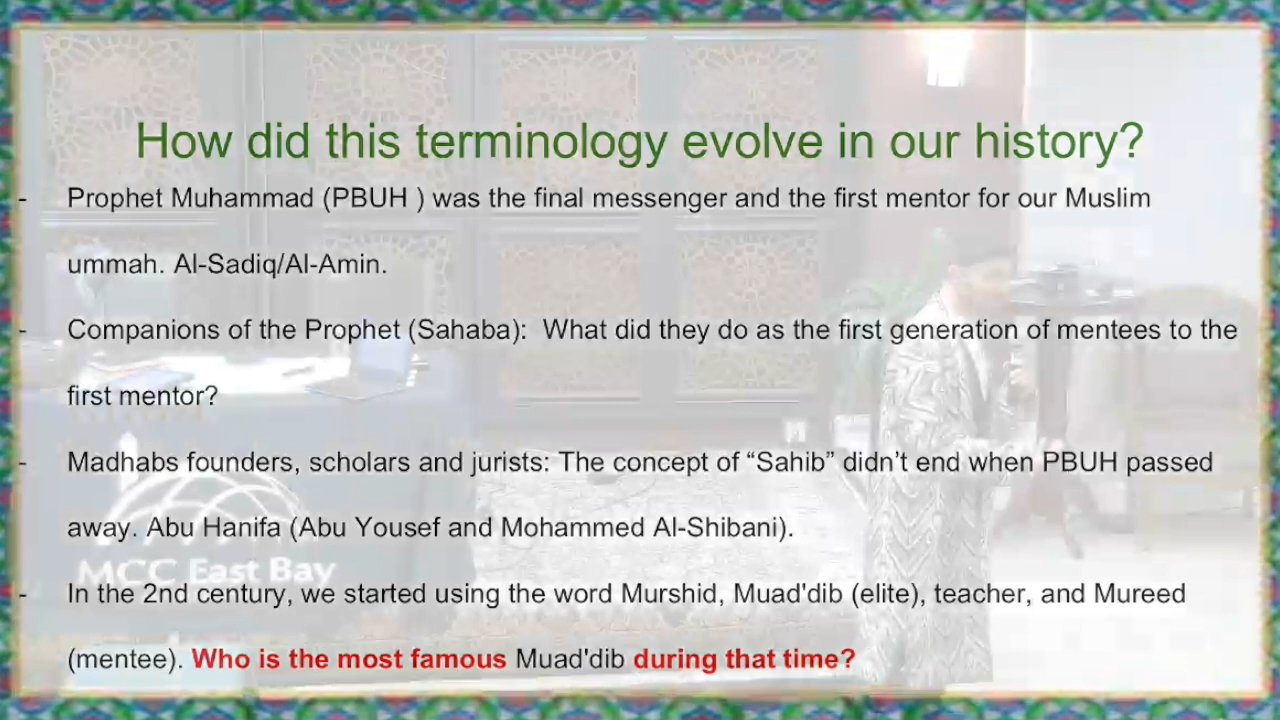 How did this terminology evolve in our history?
- Prophet Muhammad (PBUH ) was the final messenger and the first mentor for our Muslim
ummah. Al-Sadiq/Al-Amin.
- Companions of the Prophet (Sahaba):  What did they do as the first generation of mentees to the
first mentor?
- Madhabs founders, scholars and jurists: The concept of “Sahib” didn’t end when PBUH passed
away. Abu Hanifa (Abu Yousef and Mohammed Al-Shibani).
MCC East Bay
- In the 2nd century, we started using the word Murshid, Muad'dib (elite), teacher, and Mureed
(mentee). Who is the most famous Muad'dib during that time?